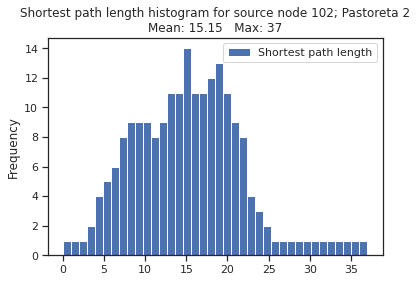 Shortest path length histogram for source node 102; Pastoreta 2
Mean: 15.15 Max: 37
Shortest path length
Frequency
14
12
10
8
6
4
2
0
0 5 10 15 20 25 30 35